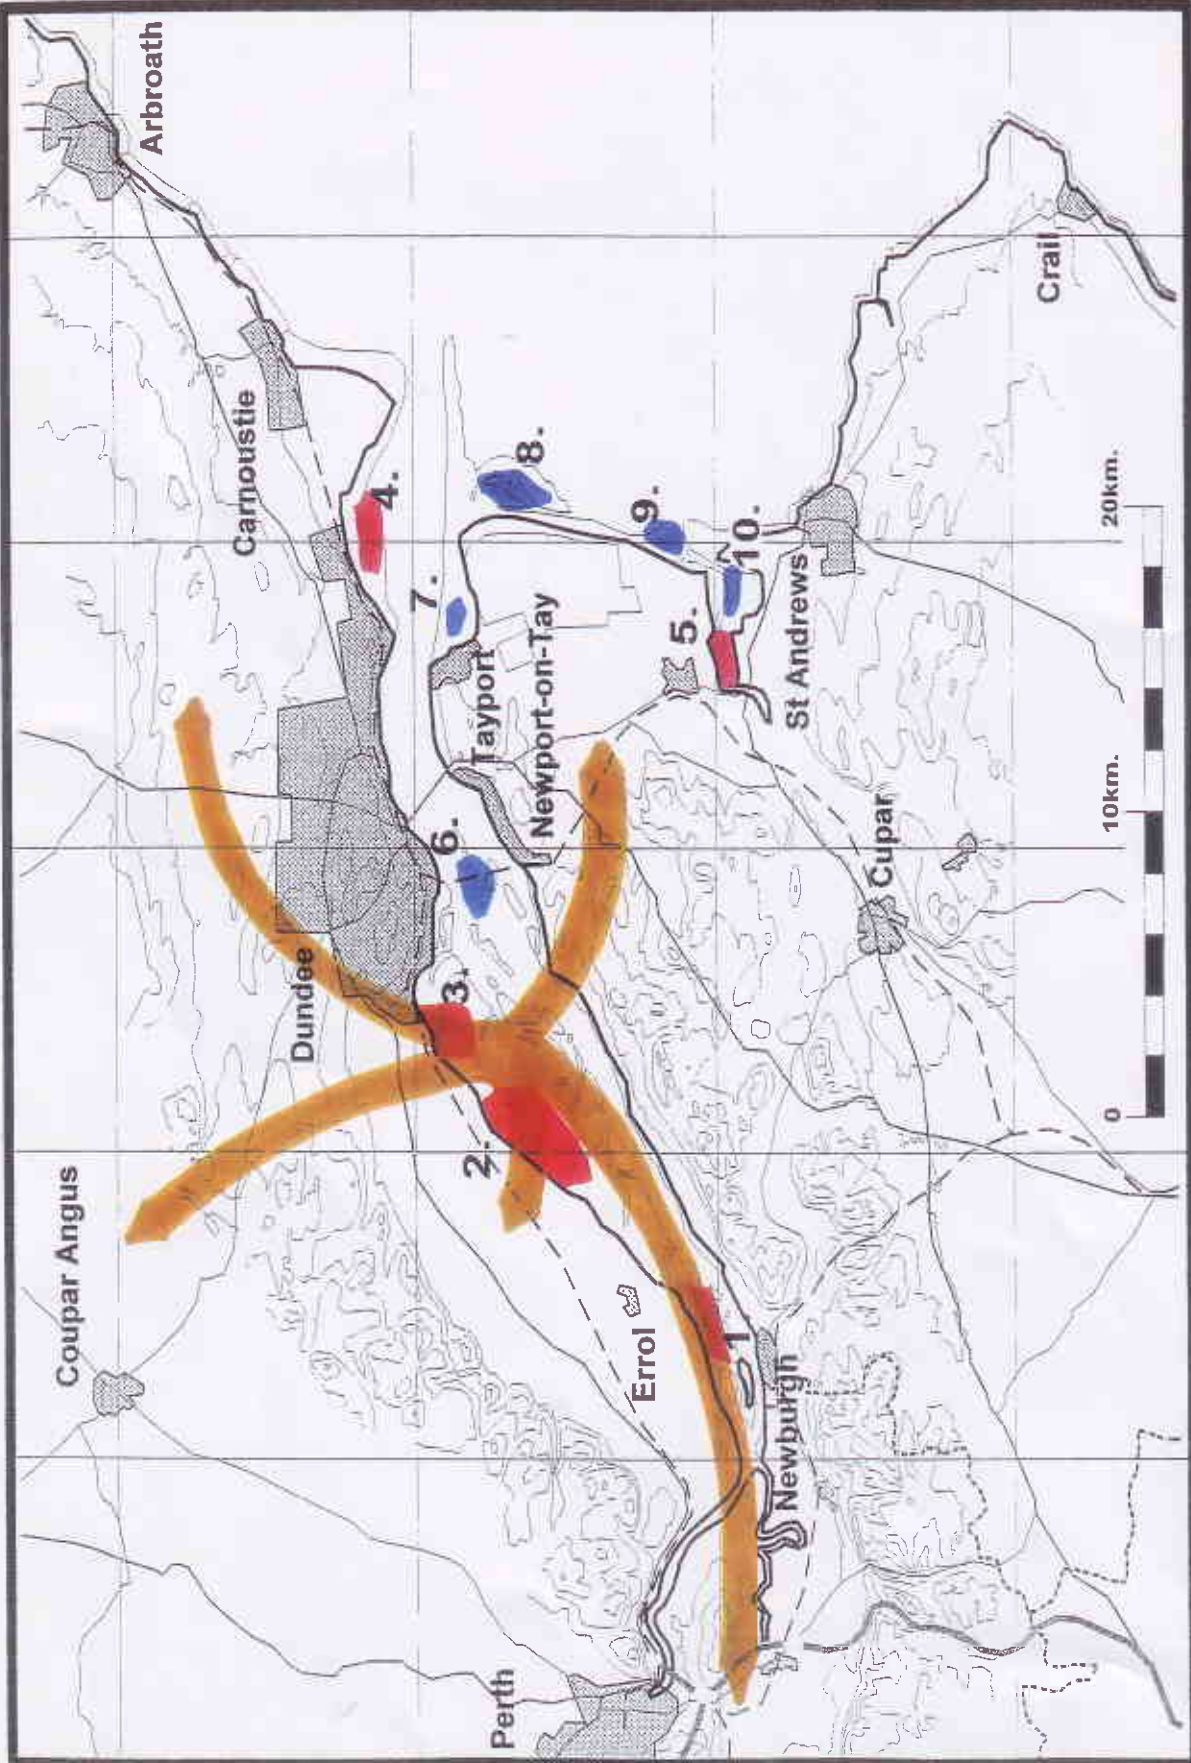 Arbroath
Carnoustie
Coupar Angus
Dundee
Perth
Errol
Tayport
Newport-on-Tay
Newburgh
St Andrews
Cupar
Crail
1
2.
3.
4.
5.
6.
7.
8.
9.
10.
0
10km.
20km.